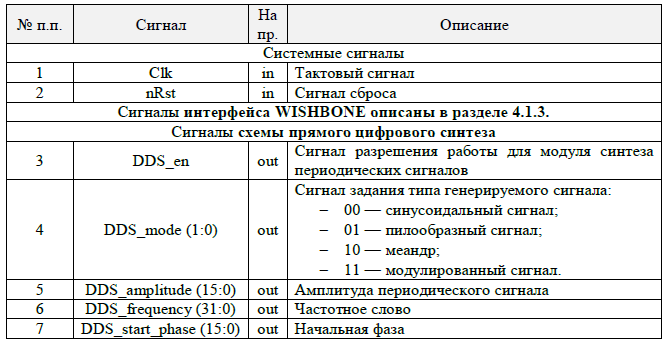 № п.п. Сигнал На пр. Описание
Системные сигналы
1 Clk in Тактовый сигнал
2 nRst in Сигнал сброса
Сигналы интерфейса WISHBONE описаны в разделе 4.1.3.
Сигналы схемы прямого цифрового синтеза
3 DDS_en out Сигнал разрешения работы для модуля синтеза
периодических сигналов
4 DDS_mode (1:0) out Сигнал задания типа генерируемого сигнала:
– 00 — синусоидальный сигнал;
– 01 — пилообразный сигнал;
– 10 — меандр;
– 11 — модулированный сигнал.
5 DDS_amplitude (15:0) out Амплитуда периодического сигнала
6 DDS_frequency (31:0) out Частотное слово
7 DDS_start_phase (15:0) out Начальная фаза